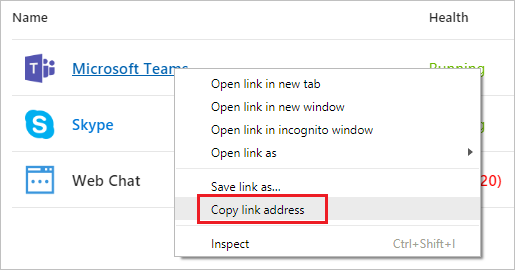 Name Health
Microsoft Teams Running
Open link in new tab
Open link in new window
Skype
Open link in incognito window
Open link as
Web Chat 20)
Save link as...
Copy link address
Inspect Ctrl+Shift+I